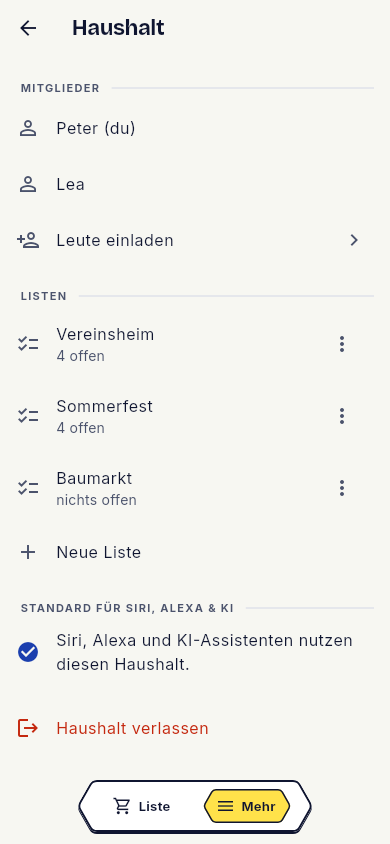 Haushalt
MITGLIEDER
Peter (du)
Lea
Leute einladen
LISTEN
Vereinsheim
4 offen
Sommerfest
4 offen
Baumarkt
nichts offen
Neue Liste
STANDARD FÜR SIRI, ALEXA & KI
Siri, Alexa und KI-Assistenten nutzen
diesen Haushalt.
Haushalt verlassen
Liste
Mehr